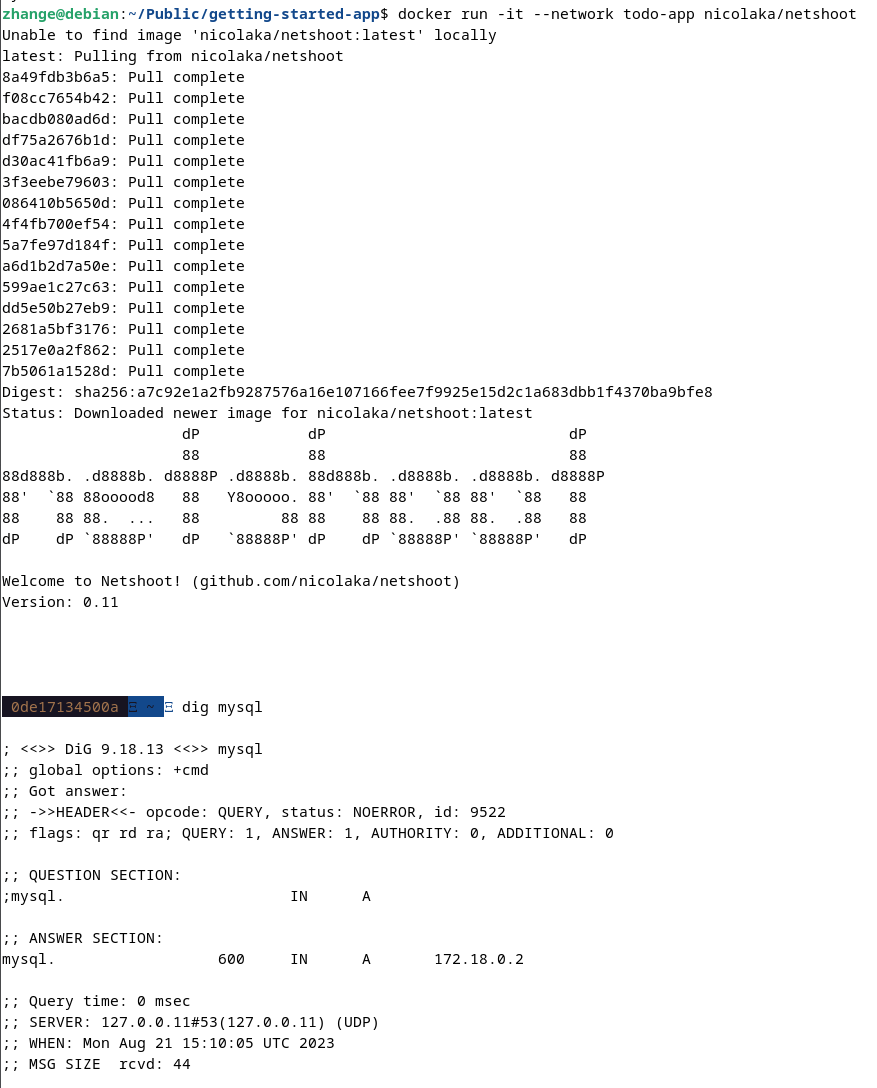 zhange@debian:~/Public/getting-started-app$ docker run -it --network todo-app nicolaka/netshoot
Unable to find image 'nicolaka/netshoot:latest' locally
latest: Pulling from nicolaka/netshoot
8a49fdb3b6a5: Pull complete
f08cc7654b42: Pull complete
bacdb080ad6d: Pull complete
df75a2676b1d: Pull complete
d30ac41fb6a9: Pull complete
3f3eebe79603: Pull complete
086410b5650d: Pull complete
4f4fb700ef54: Pull complete
5a7fe97d184f: Pull complete
a6d1b2d7a50e: Pull complete
599ae1c27c63: Pull complete
dd5e50b27eb9: Pull complete
2681a5bf3176: Pull complete
2517e0a2f862: Pull complete
7b5061a1528d: Pull complete
Digest: sha256:a7c92e1a2fb9287576a16e107166fee7f9925e15d2c1a683dbb1f4370ba9bfe8
Status: Downloaded newer image for nicolaka/netshoot:latest
                    dP            dP                           dP
                    88            88                           88
88d888b. .d8888b. d8888P .d8888b. 88d888b. .d8888b. .d8888b. d8888P
88'  `88 88ooood8   88   Y8ooooo. 88'  `88 88'  `88 88'  `88   88
88    88 88.  ...   88         88 88    88 88.  .88 88.  .88   88
dP    dP `88888P'   dP   `88888P' dP    dP `88888P' `88888P'   dP
Welcome to Netshoot! (github.com/nicolaka/netshoot)
Version: 0.11
0de17134500a ~ dig mysql
; <<>> DiG 9.18.13 <<>> mysql
;; global options: +cmd
;; Got answer:
;; ->>HEADER<<- opcode: QUERY, status: NOERROR, id: 9522
;; flags: qr rd ra; QUERY: 1, ANSWER: 1, AUTHORITY: 0, ADDITIONAL: 0
;; QUESTION SECTION:
;mysql.                         IN      A
;; ANSWER SECTION:
mysql.                  600     IN      A       172.18.0.2
;; Query time: 0 msec
;; SERVER: 127.0.0.11#53(127.0.0.11) (UDP)
;; WHEN: Mon Aug 21 15:10:05 UTC 2023
;; MSG SIZE  rcvd: 44